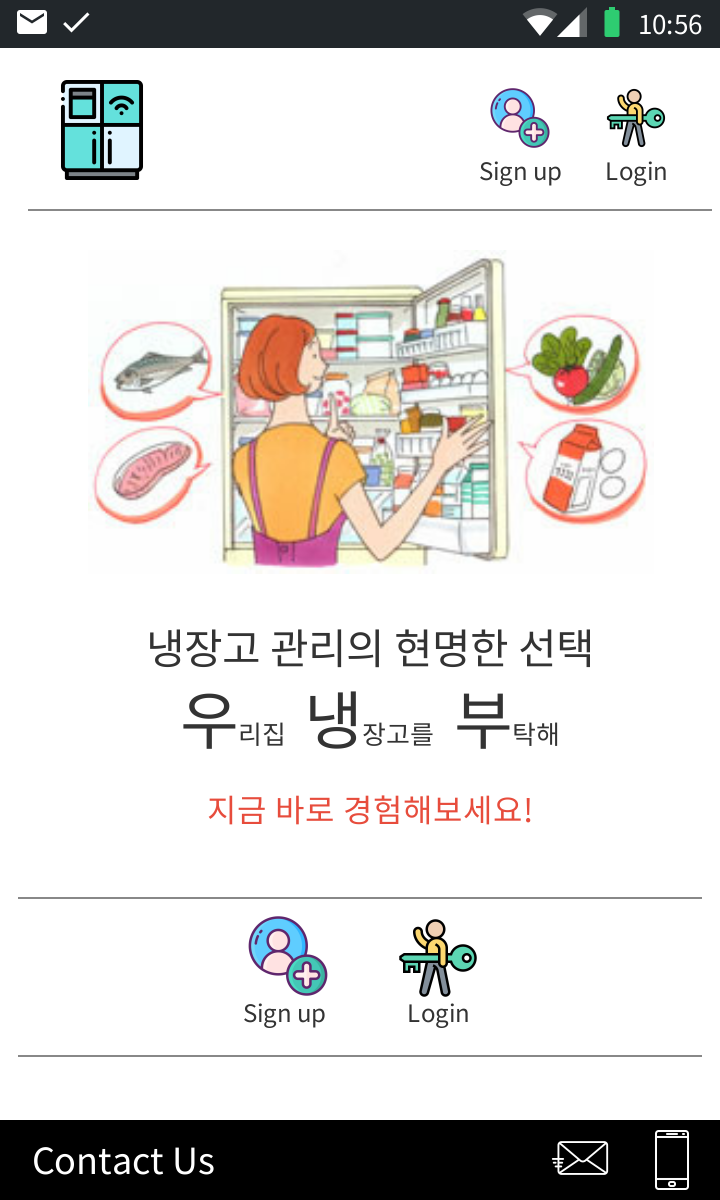 10:56
Sign up
Login
냉장고 관리의 현명한 선택
우리집 냉장고를 부탁해
지금 바로 경험해보세요!
Sign up
Login
Contact Us